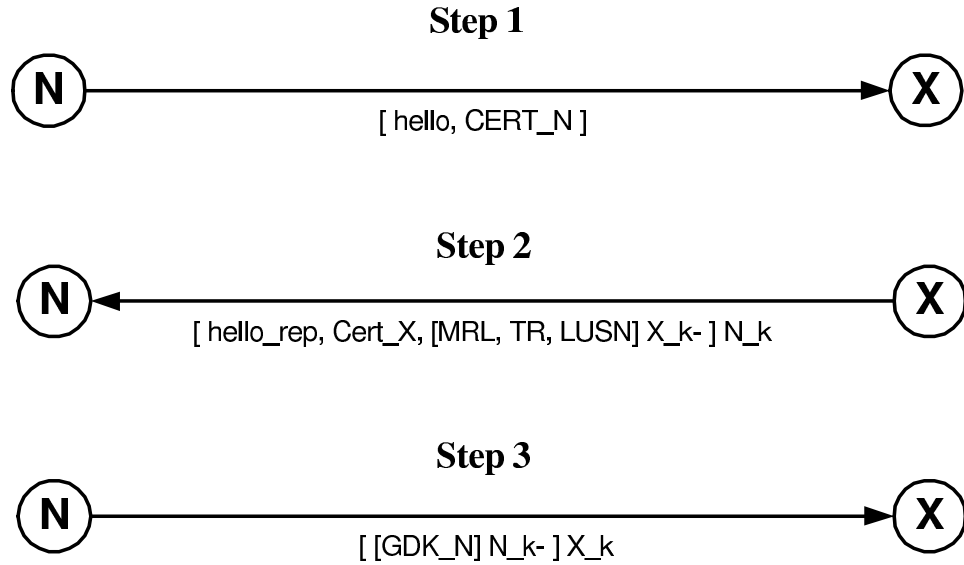 Step 1
N X
[ hello, CERT_N ]
Step 2
N X
[ hello_rep, Cert_X, [MRL, TR, LUSN] X_k- ] N_k
Step 3
N X
[ [GDK_N] N_k- ] X_k